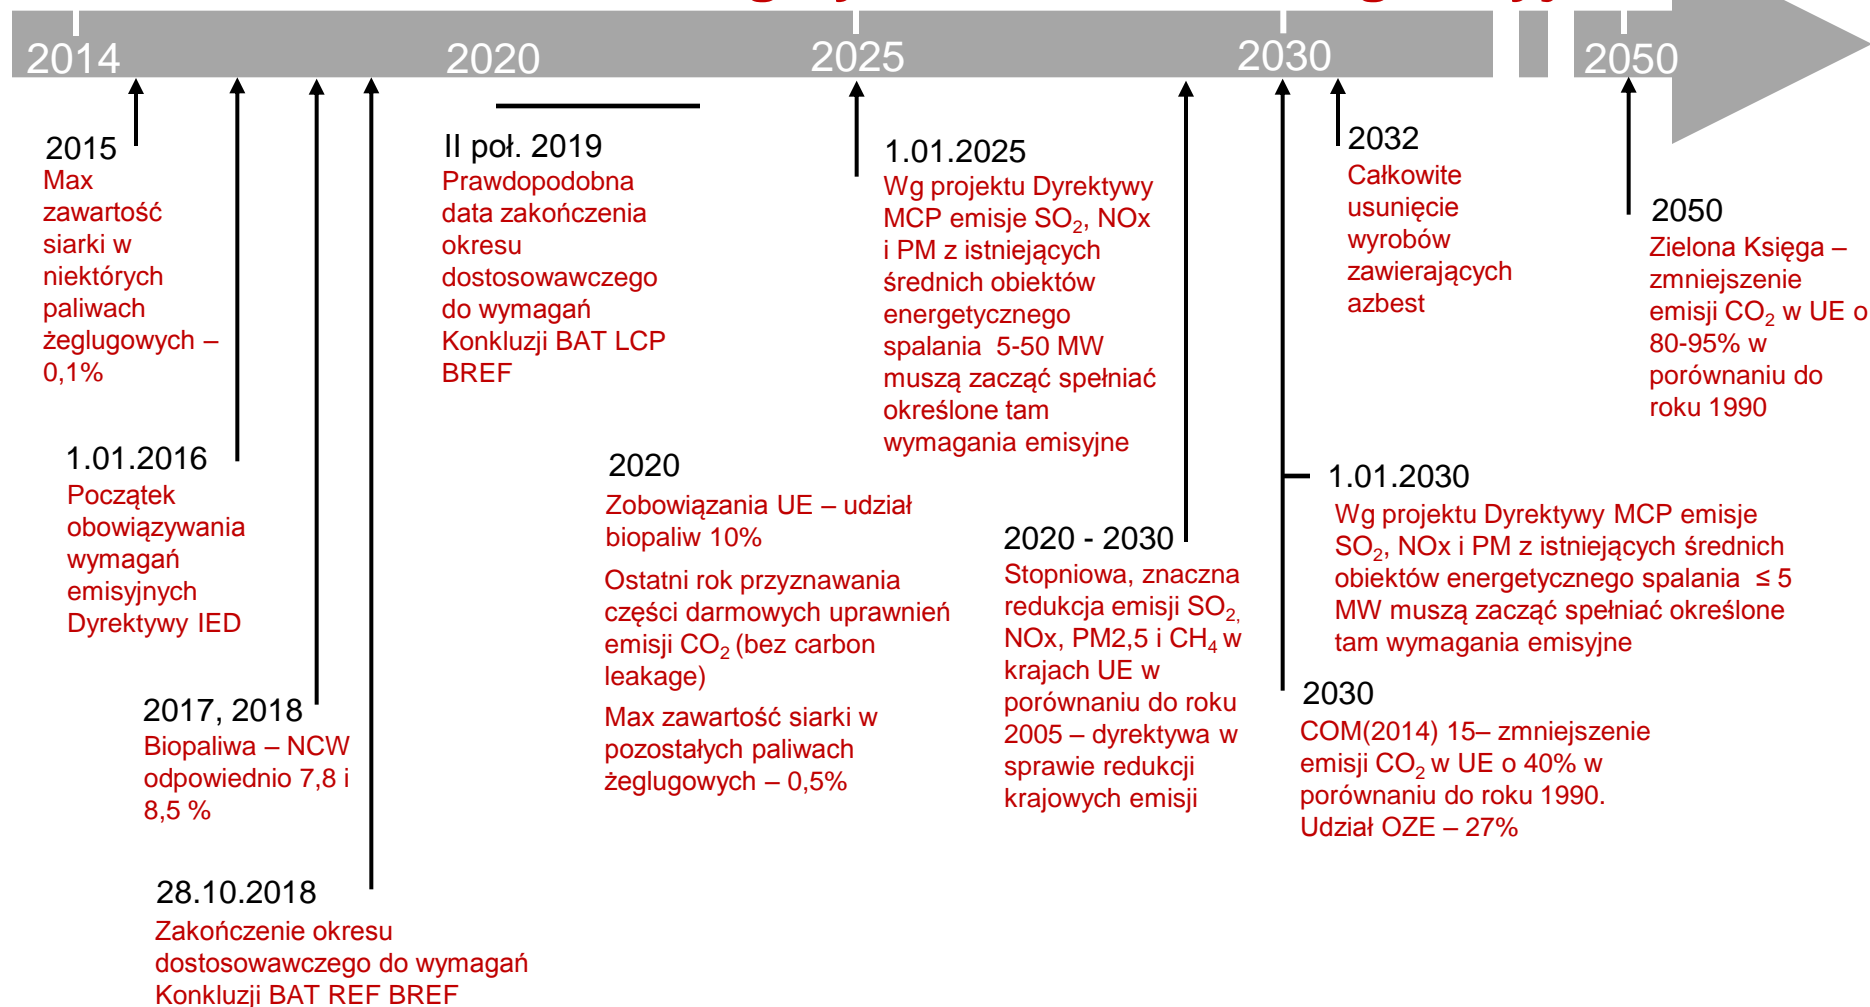 2014
2020
2025
2030
2050
2015
Max
zawartość
siarki w
niektórych
paliwach
żeglugowych –
0,1%
1.01.2016
Początek
obowiązywania
wymagań
emisyjnych
Dyrektywy IED
2017, 2018
Biopaliwa – NCW
odpowiednio 7,8 i
8,5 %
28.10.2018
Zakończenie okresu
dostosowawczego do wymagań
Konkluzji BAT REF BREF
II poł. 2019
Prawdopodobna
data zakończenia
okresu
dostosowawczego
do wymagań
Konkluzji BAT LCP
BREF
2020
Zobowiązania UE – udział
biopaliw 10%
Ostatni rok przyznawania
części darmowych uprawnień
emisji CO₂ (bez carbon
leakage)
Max zawartość siarki w
pozostałych paliwach
żeglugowych – 0,5%
1.01.2025
Wg projektu Dyrektywy
MCP emisje SO₂, NOx
i PM z istniejących
średnich obiektów
energetycznego
spalania 5-50 MW
muszą zacząć spełniać
określone tam
wymagania emisyjne
2020 - 2030
Stopniowa, znaczna
redukcja emisji SO₂,
NOx, PM2,5 i CH₄ w
krajach UE w
porównaniu do roku
2005 – dyrektywa w
sprawie redukcji
krajowych emisji
2032
Całkowite
usunięcie
wyrobów
zawierających
azbest
1.01.2030
Wg projektu Dyrektywy MCP emisje
SO₂, NOx i PM z istniejących średnich
obiektów energetycznego spalania ≤ 5
MW muszą zacząć spełniać określone
tam wymagania emisyjne
2030
COM(2014) 15– zmniejszenie
emisji CO₂ w UE o 40% w
porównaniu do roku 1990.
Udział OZE – 27%
2050
Zielona Księga –
zmniejszenie
emisji CO₂ w UE o
80-95% w
porównaniu do
roku 1990